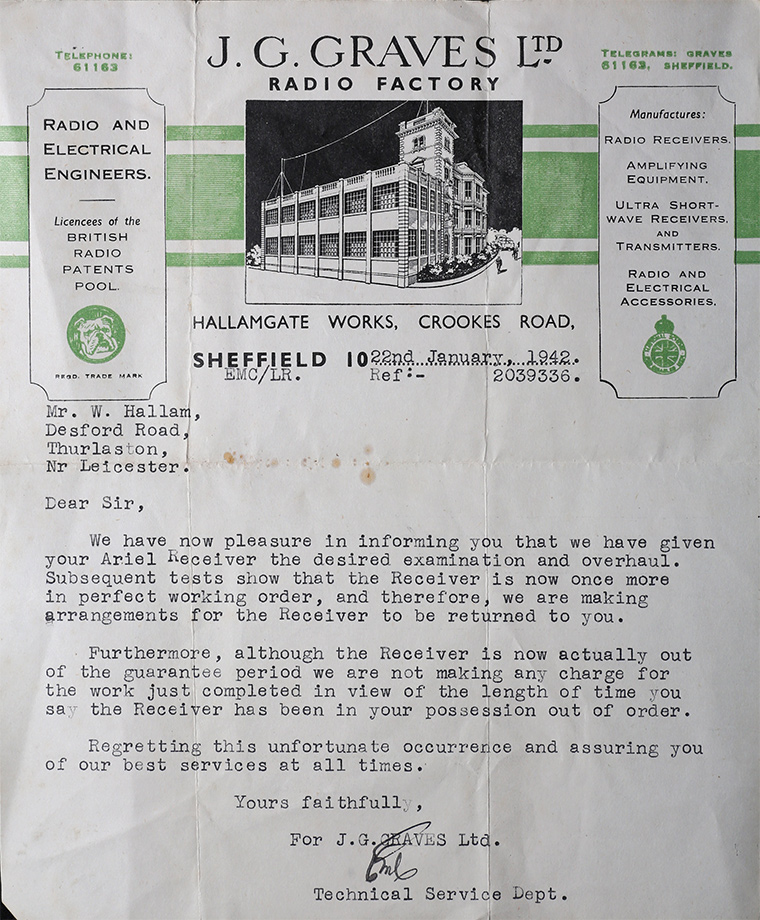 J. G. GRAVES LTD
RADIO FACTORY
TELEPHONE:
61163
TELEGRAMS: GRAVES
61163, SHEFFIELD.
RADIO AND
ELECTRICAL
ENGINEERS.
Licencees of the
BRITISH
RADIO
PATENTS
POOL.
REGD. TRADE MARK
Manufactures:
RADIO RECEIVERS.
AMPLIFYING
EQUIPMENT.
ULTRA SHORT-
WAVE RECEIVERS.
AND
TRANSMITTERS.
RADIO AND
ELECTRICAL
ACCESSORIES.
HALLAMGATE WORKS, CROOKES ROAD,
SHEFFIELD 10 22nd January, 1942.
EMC/LR. Ref:- 2039336.
Mr. W. Hallam,
Desford Road,
Thurlaston,
Nr Leicester.
Dear Sir,
We have now pleasure in informing you that we have given
your Ariel Receiver the desired examination and overhaul.
Subsequent tests show that the Receiver is now once more
in perfect working order, and therefore, we are making
arrangements for the Receiver to be returned to you.
Furthermore, although the Receiver is now actually out
of the guarantee period we are not making any charge for
the work just completed in view of the length of time you
say the Receiver has been in your possession out of order.
Regretting this unfortunate occurrence and assuring you
of our best services at all times.
Yours faithfully,
For J.G.GRAVES Ltd.
Technical Service Dept.